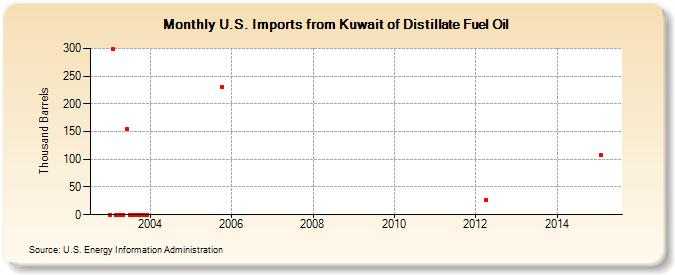 Monthly U.S. Imports from Kuwait of Distillate Fuel Oil
Thousand Barrels
300
250
200
150
100
50
0
2004 2006 2008 2010 2012 2014
Source: U.S. Energy Information Administration